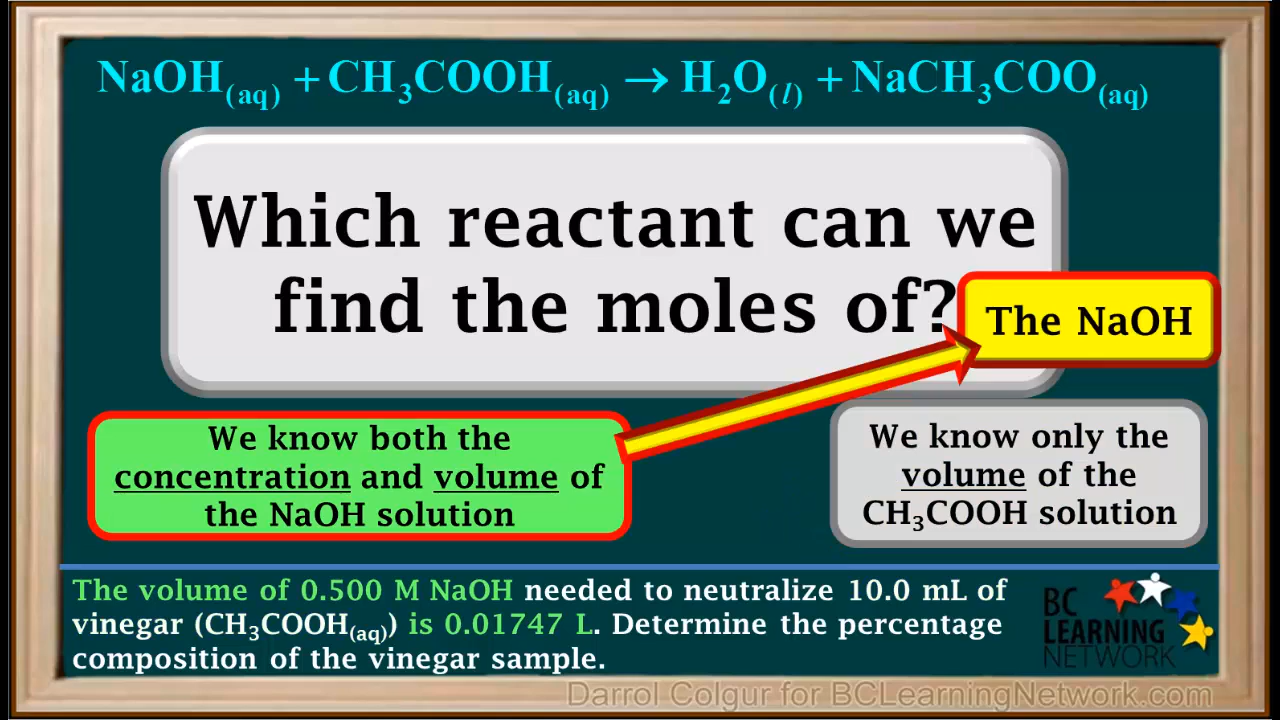 NaOH(aq) + CH₃COOH(aq) → H₂O(l) + NaCH₃COO(aq)
Which reactant can we
find the moles of?
The NaOH
We know both the
concentration and volume of
the NaOH solution
We know only the
volume of the
CH₃COOH solution
The volume of 0.500 M NaOH needed to neutralize 10.0 mL of
vinegar (CH₃COOH(aq)) is 0.01747 L. Determine the percentage
composition of the vinegar sample.
BC
LEARNING
NETWORK
Darrol Colgur for BCLearningNetwork.com